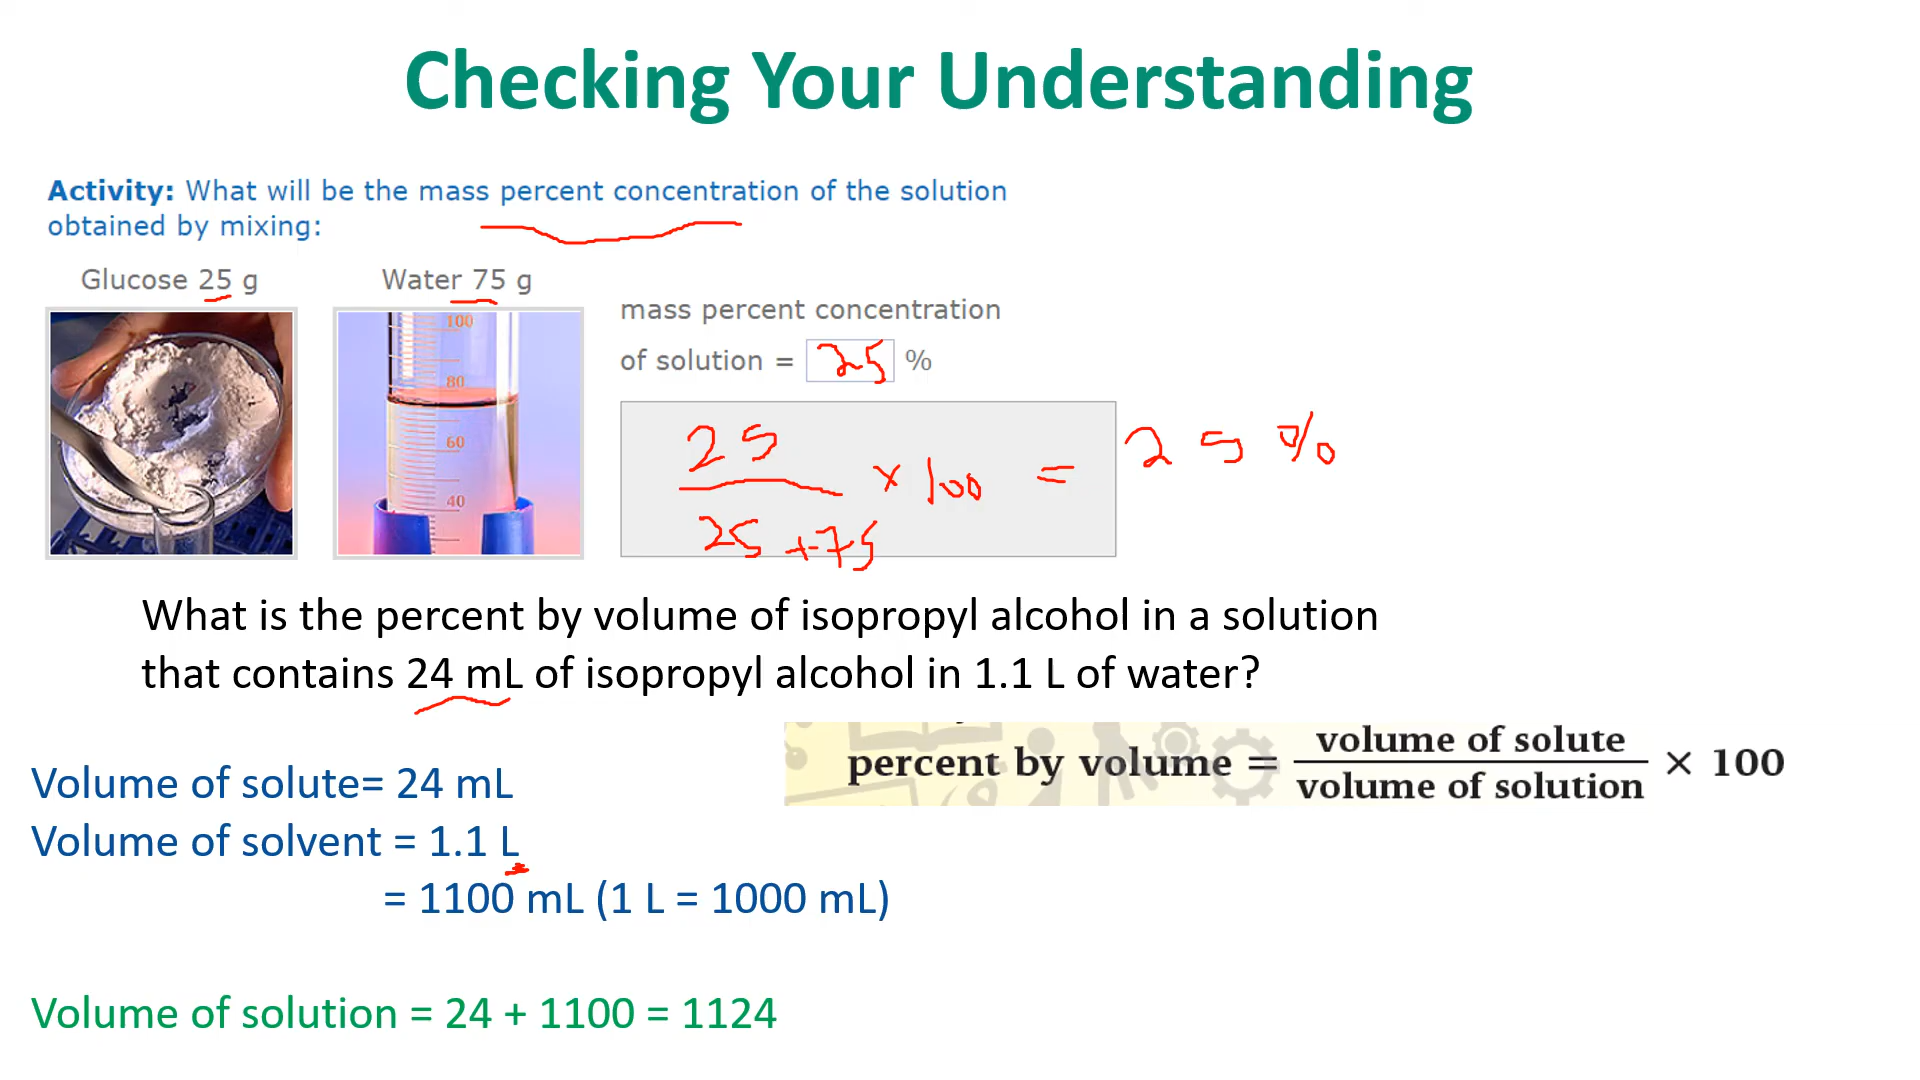 Checking Your Understanding
Activity: What will be the mass percent concentration of the solution
obtained by mixing:
Glucose 25 g
Water 75 g
100
80
60
40
mass percent concentration
of solution = 25 %
25
× 100 = 25 %
25 + 75
What is the percent by volume of isopropyl alcohol in a solution
that contains 24 mL of isopropyl alcohol in 1.1 L of water?
percent by volume = volume of solute / volume of solution × 100
Volume of solute= 24 mL
Volume of solvent = 1.1 L
= 1100 mL (1 L = 1000 mL)
Volume of solution = 24 + 1100 = 1124